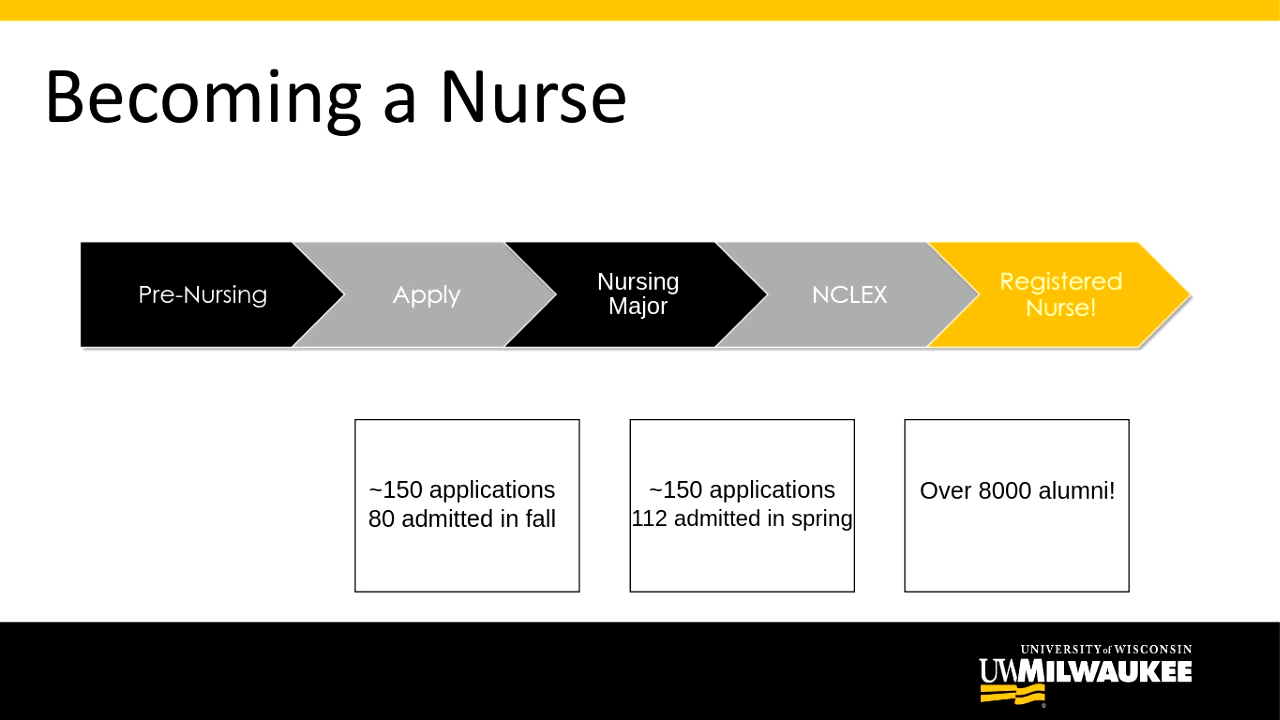 Becoming a Nurse
Pre-Nursing
Apply
Nursing
Major
NCLEX
Registered
Nurse!
~150 applications
80 admitted in fall
~150 applications
112 admitted in spring
Over 8000 alumni!
UNIVERSITY of WISCONSIN
UWMILWAUKEE